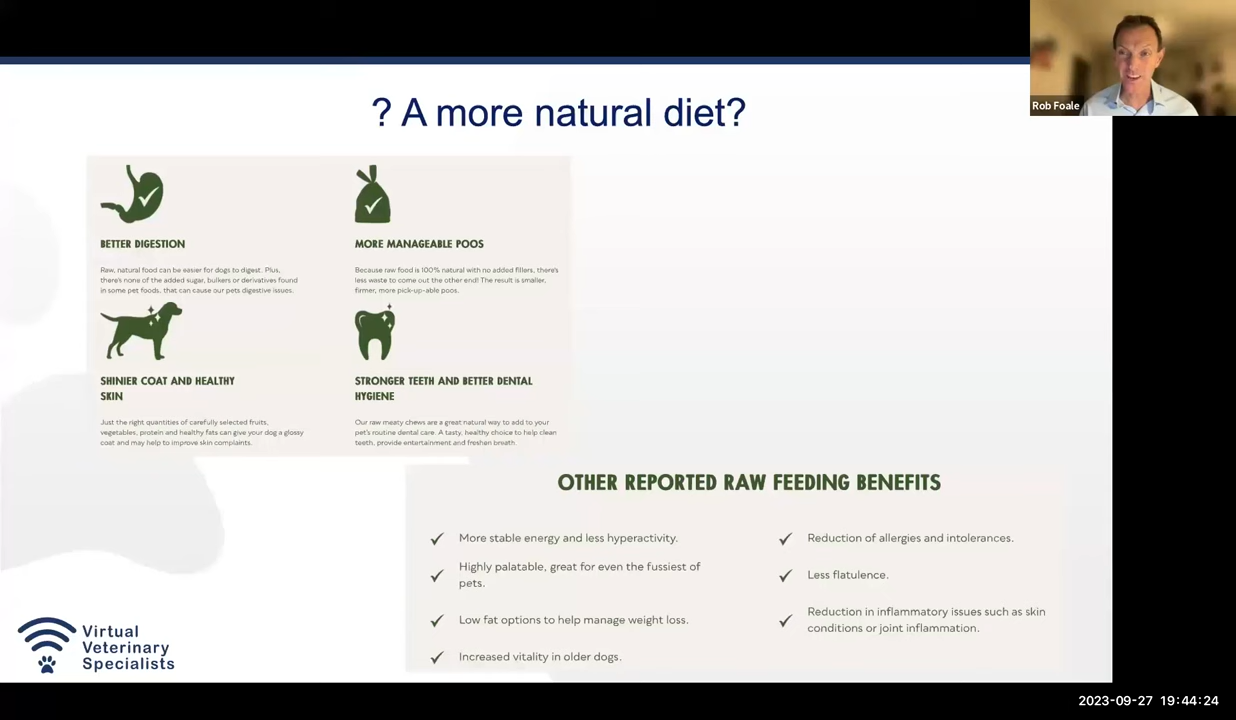 Rob Foale
? A more natural diet?
BETTER DIGESTION
Raw, natural food can be easier for dogs to digest. Plus,
there's none of the added sugar, bulkers or derivatives found
in some pet foods, that can cause our pets digestive issues.
MORE MANAGEABLE POOS
Because raw food is 100% natural with no added fillers, there's
less waste to come out the other end! The result is smaller,
firmer, more pick-up-able poos.
SHINIER COAT AND HEALTHY
SKIN
Just the right quantities of carefully selected fruits,
vegetables, protein and healthy fats can give your dog a glossy
coat and may help to improve skin complaints.
STRONGER TEETH AND BETTER DENTAL
HYGIENE
Our raw meaty chews are a great natural way to add to your
pet's routine dental care. A tasty, healthy choice to help clean
teeth, provide entertainment and freshen breath.
OTHER REPORTED RAW FEEDING BENEFITS
More stable energy and less hyperactivity.
Highly palatable, great for even the fussiest of
pets.
Low fat options to help manage weight loss.
Increased vitality in older dogs.
Reduction of allergies and intolerances.
Less flatulence.
Reduction in inflammatory issues such as skin
conditions or joint inflammation.
Virtual
Veterinary
Specialists
2023-09-27 19:44:24